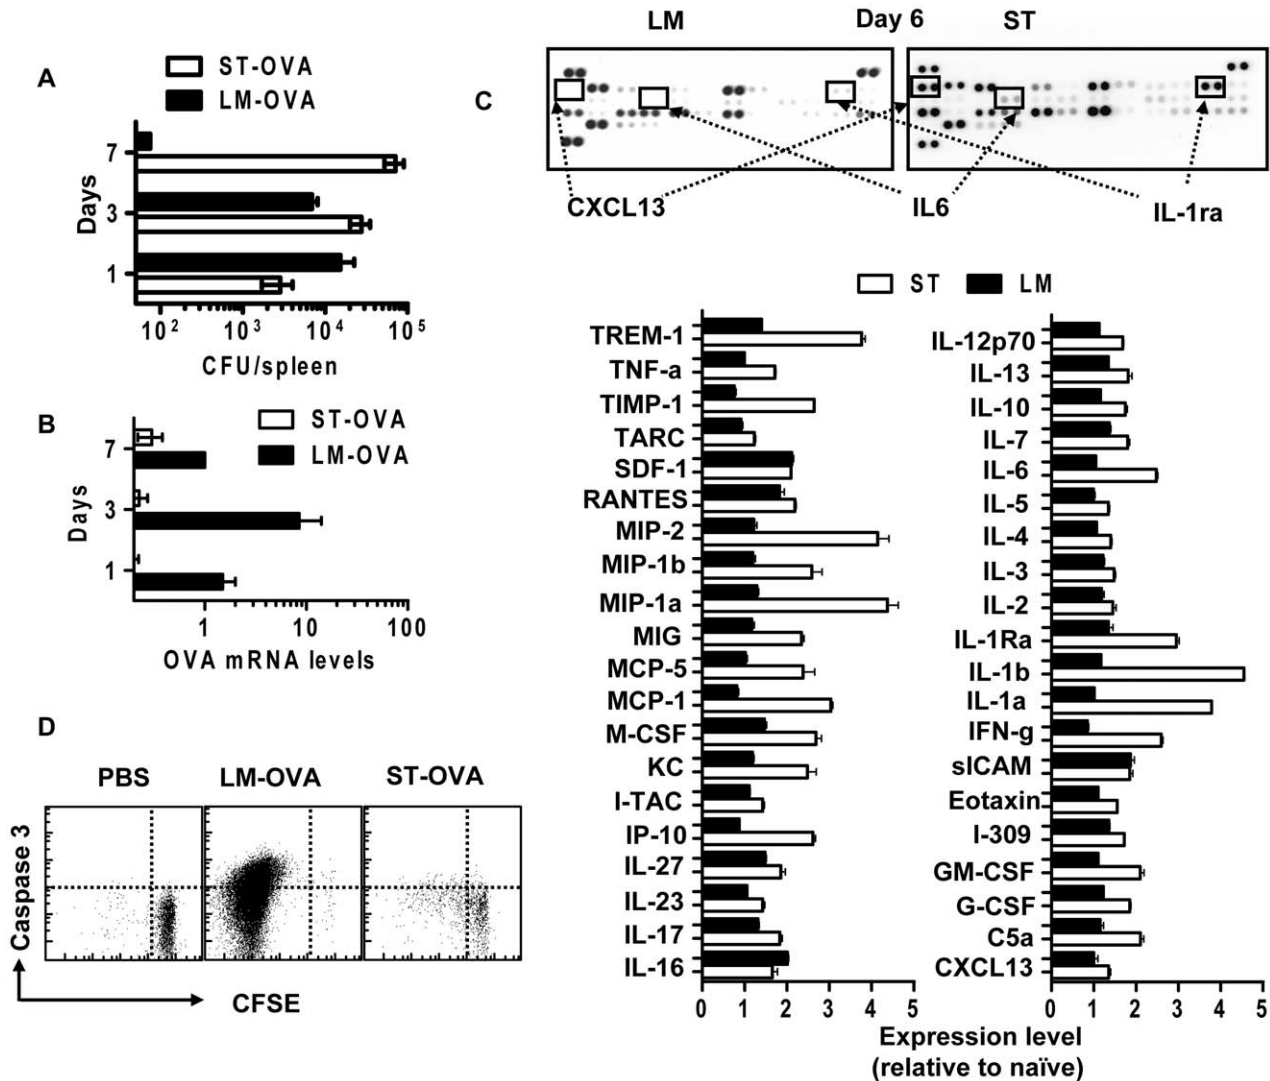 A
ST-OVA
LM-OVA
Days
7
3
1
10² 10³ 10⁴ 10⁵
CFU/spleen
B
ST-OVA
LM-OVA
Days
7
3
1
1 10 100
OVA mRNA levels
C
LM Day 6 ST
CXCL13 IL6 IL-1ra
ST LM
TREM-1
TNF-a
TIMP-1
TARC
SDF-1
RANTES
MIP-2
MIP-1b
MIP-1a
MIG
MCP-5
MCP-1
M-CSF
KC
I-TAC
IP-10
IL-27
IL-23
IL-17
IL-16
0 1 2 3 4 5
IL-12p70
IL-13
IL-10
IL-7
IL-6
IL-5
IL-4
IL-3
IL-2
IL-1Ra
IL-1b
IL-1a
IFN-g
sICAM
Eotaxin
I-309
GM-CSF
G-CSF
C5a
CXCL13
0 1 2 3 4 5
Expression level
(relative to naïve)
D
PBS LM-OVA ST-OVA
Caspase 3
CFSE